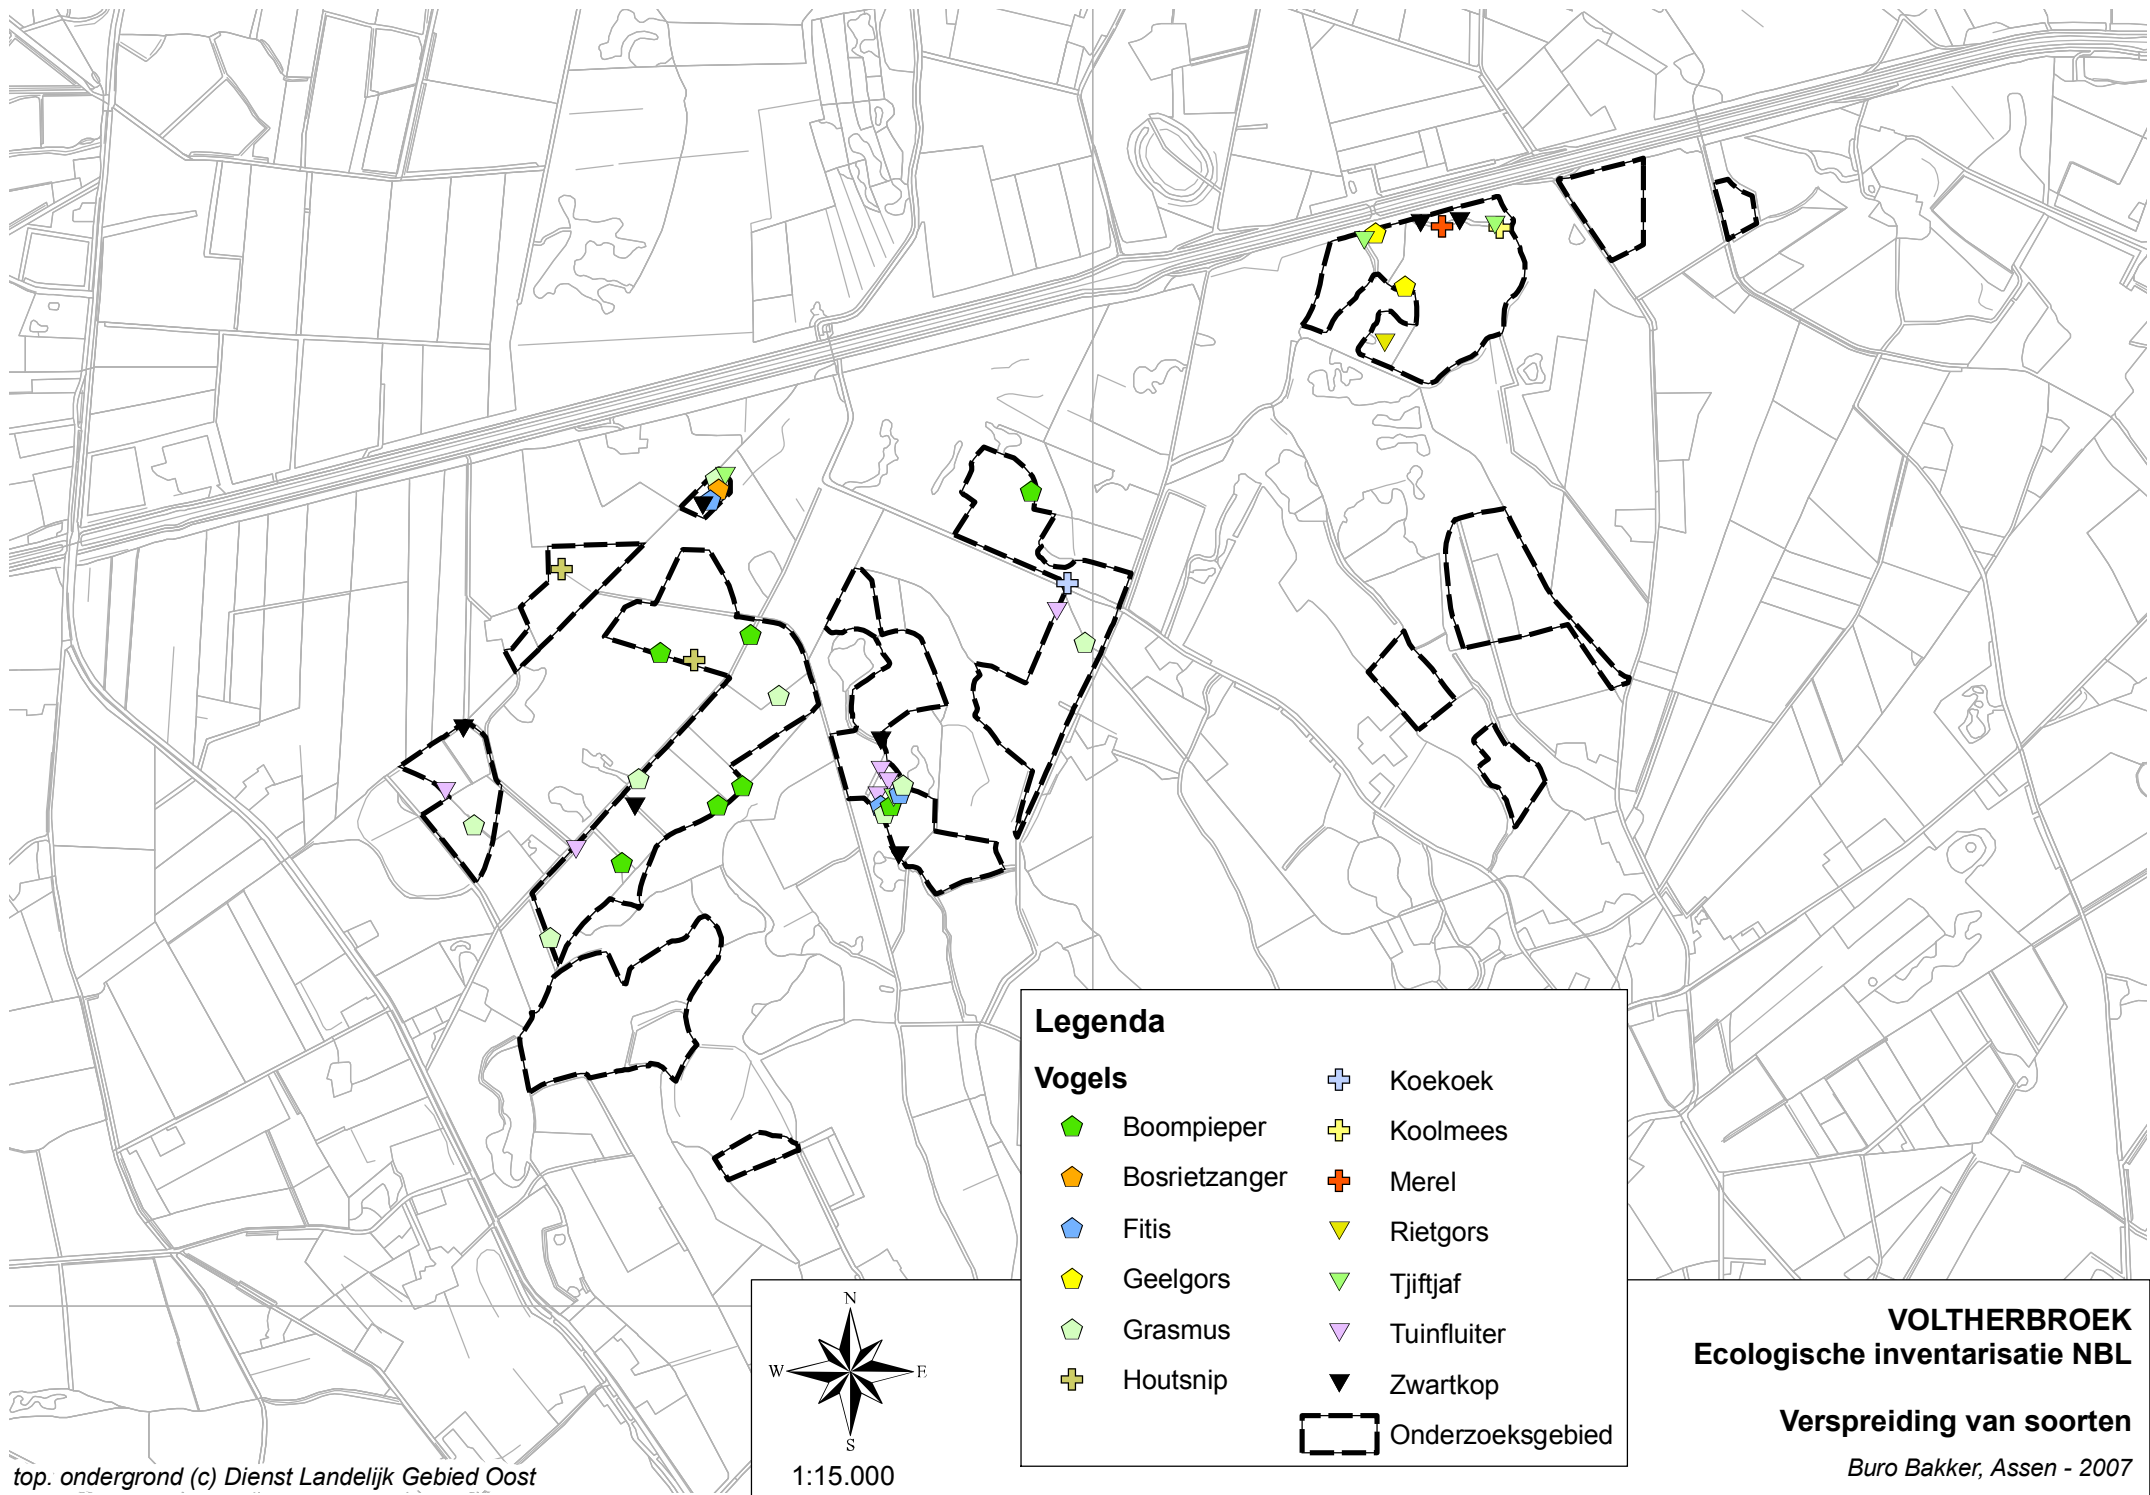 Legenda
Vogels
Boompieper
Bosrietzanger
Fitis
Geelgors
Grasmus
Houtsnip
Koekoek
Koolmees
Merel
Rietgors
Tjiftjaf
Tuinfluiter
Zwartkop
Onderzoeksgebied
N
W
E
S
1:15.000
VOLTHERBROEK
Ecologische inventarisatie NBL
Verspreiding van soorten
Buro Bakker, Assen - 2007
top. ondergrond (c) Dienst Landelijk Gebied Oost